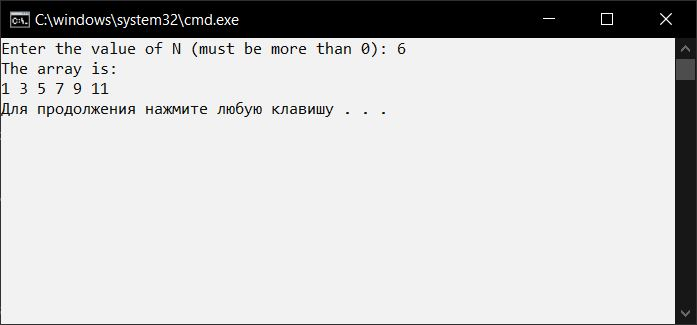 C:\windows\system32\cmd.exe
Enter the value of N (must be more than 0): 6
The array is:
1 3 5 7 9 11
Для продолжения нажмите любую клавишу . . .